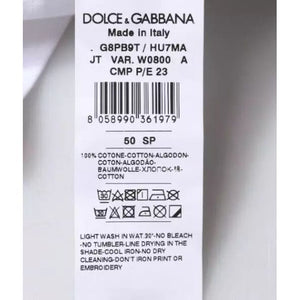 DOLCE & GABBANA
Made in Italy
. G8PB9T / HU7MA
JT VAR. W0800 A
CMP P/E 23
8 058990 361979
50 SP
100% COTONE-COTTON-ALGODON-
COTON-ALGODÃO-
BAUMWOLLE-ХЛОПОК-棉-
COTTON
LIGHT WASH IN WAT.30°-NO BLEACH
-NO TUMBLER-LINE DRYING IN THE
SHADE-COOL IRON-NO DRY
CLEANING-DON'T IRON PRINT OR
EMBROIDERY